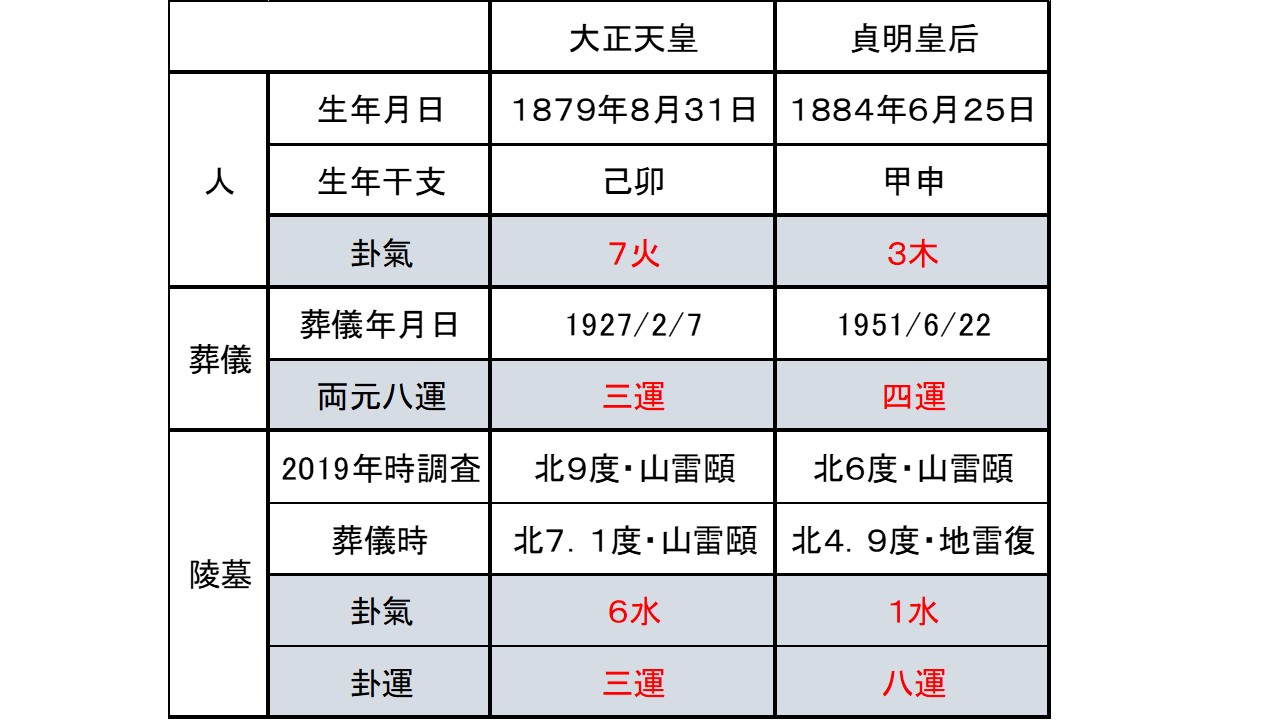 大正天皇 貞明皇后
人 生年月日 1879年8月31日 1884年6月25日
生年干支 己卯 甲申
卦氣 7火 3木
葬儀 葬儀年月日 1927/2/7 1951/6/22
両元八運 三運 四運
陵墓 2019年時調査 北9度・山雷頤 北6度・山雷頤
葬儀時 北7．1度・山雷頤 北4．9度・地雷復
卦氣 6水 1水
卦運 三運 八運